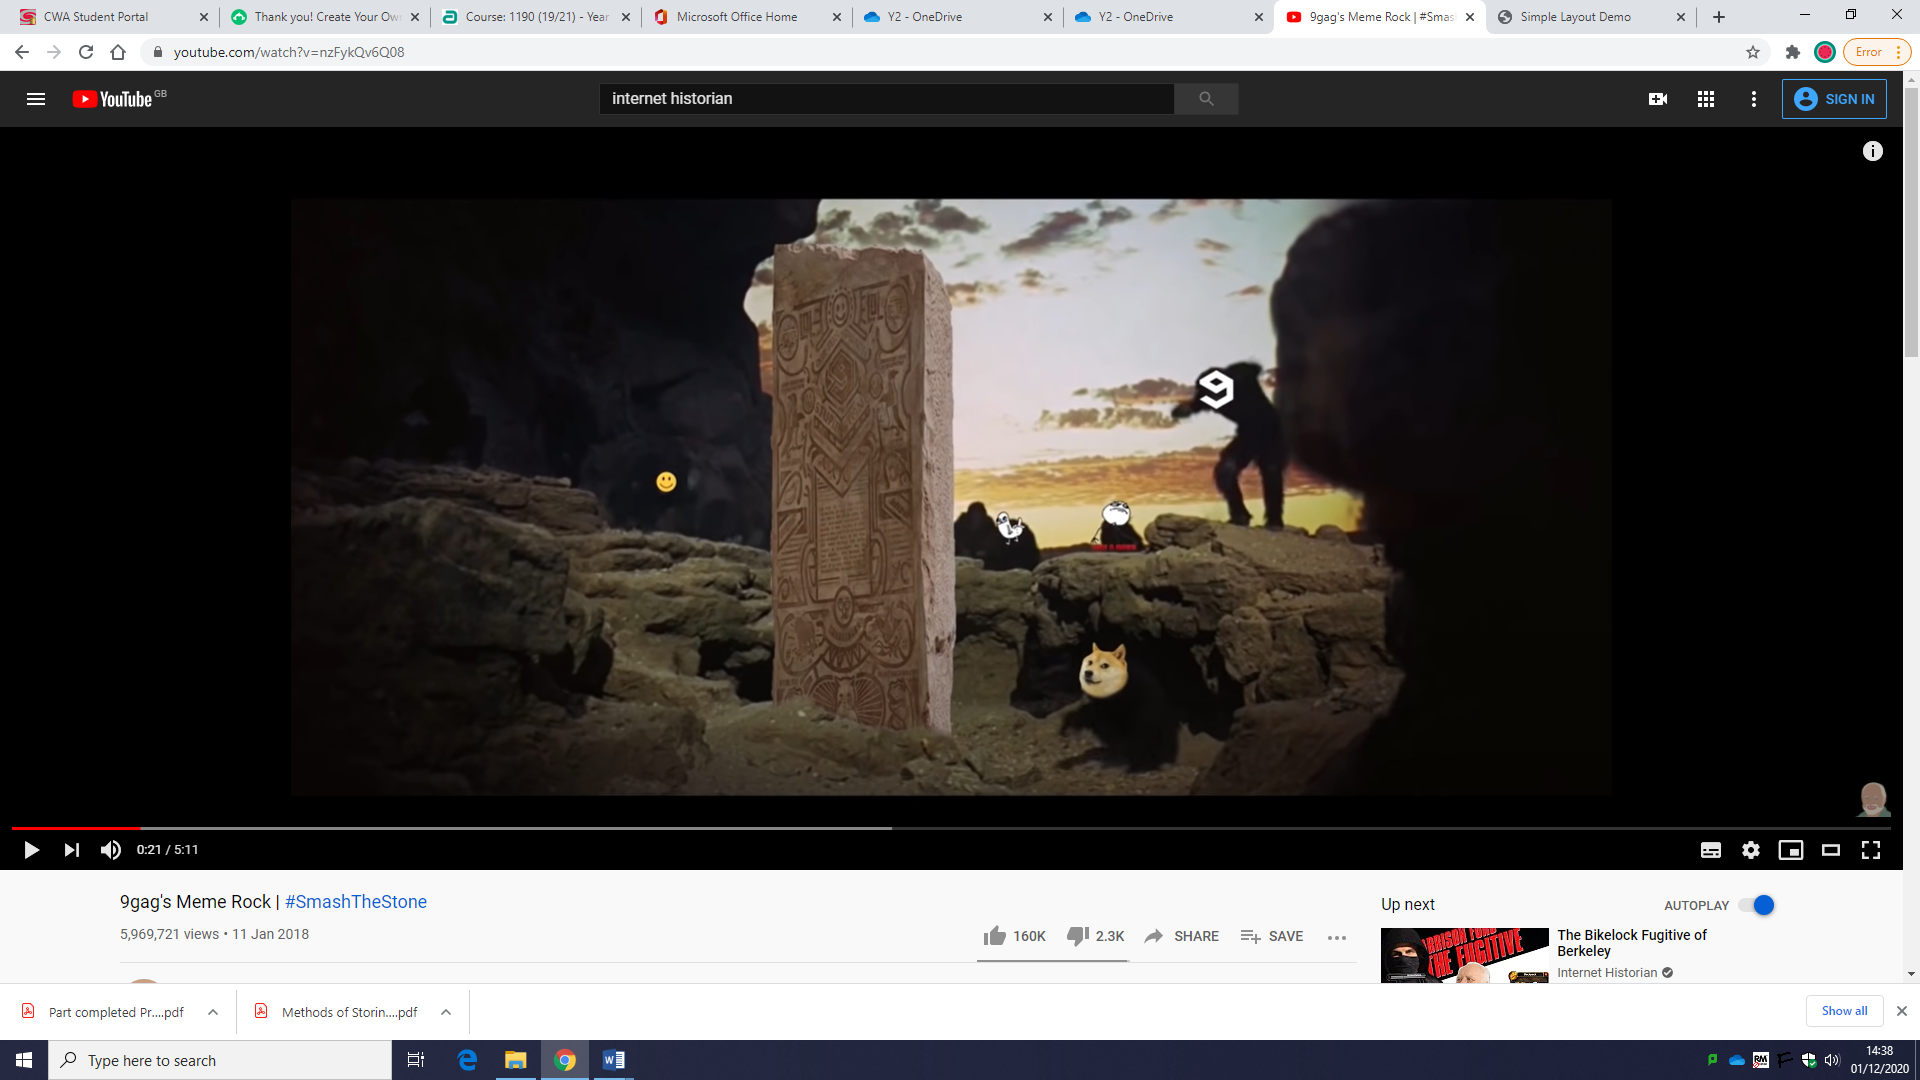 CWA Student Portal
Thank you! Create Your Ow
Course: 1190 (19/21) - Year
Microsoft Office Home
Y2 - OneDrive
Y2 - OneDrive
9gag's Meme Rock | #Smas
Simple Layout Demo
youtube.com/watch?v=nzFykQv6Q08
Error
YouTube GB
internet historian
SIGN IN
0:21 / 5:11
9gag's Meme Rock | #SmashTheStone
5,969,721 views • 11 Jan 2018
160K
2.3K
SHARE
SAVE
Up next
AUTOPLAY
THE FUGITIVE
The Bikelock Fugitive of
Berkeley
Internet Historian
Part completed Pr....pdf
Methods of Storin....pdf
Show all
Type here to search
14:38
01/12/2020